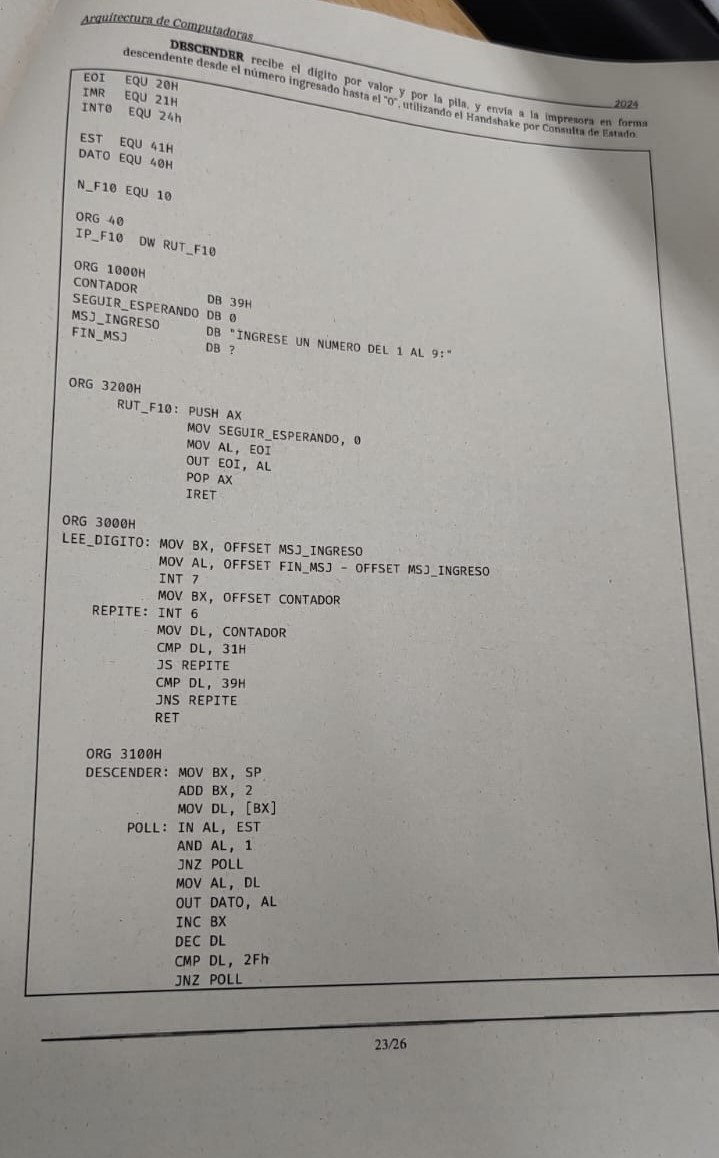 Arquitectura de Computadoras
2024
DESCENDER recibe el dígito por valor y por la pila, y envía a la impresora en forma
descendente desde el número ingresado hasta el "0", utilizando el Handshake por Consulta de Estado.
EOI EQU 20H
IMR EQU 21H
INT0 EQU 24h
EST EQU 41H
DATO EQU 40H
N_F10 EQU 10
ORG 40
IP_F10 DW RUT_F10
ORG 1000H
CONTADOR DB 39H
SEGUIR_ESPERANDO DB 0
MSJ_INGRESO DB "INGRESE UN NUMERO DEL 1 AL 9:"
FIN_MSJ DB ?
ORG 3200H
RUT_F10: PUSH AX
MOV SEGUIR_ESPERANDO, 0
MOV AL, EOI
OUT EOI, AL
POP AX
IRET
ORG 3000H
LEE_DIGITO: MOV BX, OFFSET MSJ_INGRESO
MOV AL, OFFSET FIN_MSJ - OFFSET MSJ_INGRESO
INT 7
MOV BX, OFFSET CONTADOR
REPITE: INT 6
MOV DL, CONTADOR
CMP DL, 31H
JS REPITE
CMP DL, 39H
JNS REPITE
RET
ORG 3100H
DESCENDER: MOV BX, SP
ADD BX, 2
MOV DL, [BX]
POLL: IN AL, EST
AND AL, 1
JNZ POLL
MOV AL, DL
OUT DATO, AL
INC BX
DEC DL
CMP DL, 2Fh
JNZ POLL
23/26